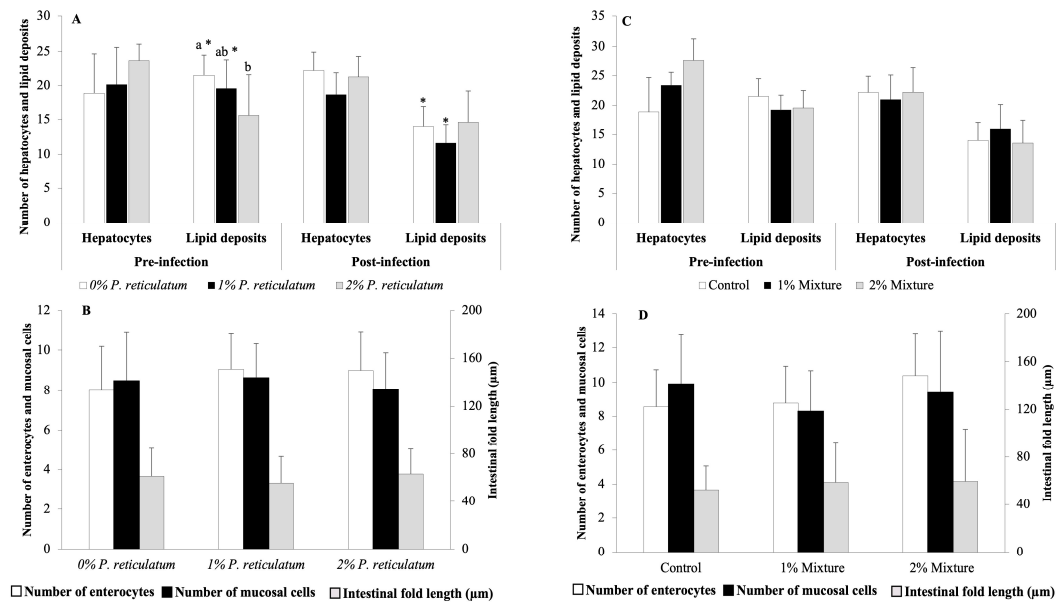 A
Number of hepatocytes and lipid deposits
30
25
20
15
10
5
0
a *
ab *
b
*
*
Hepatocytes
Lipid deposits
Hepatocytes
Lipid deposits
Pre-infection
Post-infection
0% P. reticulatum
1% P. reticulatum
2% P. reticulatum
C
Number of hepatocytes and lipid deposits
35
30
25
20
15
10
5
0
Hepatocytes
Lipid deposits
Hepatocytes
Lipid deposits
Pre-infection
Post-infection
Control
1% Mixture
2% Mixture
B
Number of enterocytes and mucosal cells
12
10
8
6
4
2
0
200
160
120
80
40
0
Intestinal fold length (µm)
0% P. reticulatum
1% P. reticulatum
2% P. reticulatum
Number of enterocytes
Number of mucosal cells
Intestinal fold length (µm)
D
Number of enterocytes and mucosal cells
14
12
10
8
6
4
2
0
200
160
120
80
40
0
Intestinal fold length (µm)
Control
1% Mixture
2% Mixture
Number of enterocytes
Number of mucosal cells
Intestinal fold length (µm)